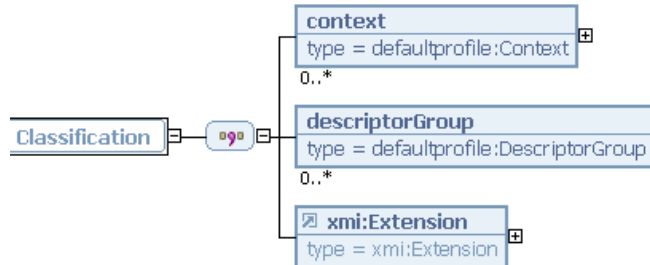 context
type = defaultprofile:Context
0..*
Classification
descriptorGroup
type = defaultprofile:DescriptorGroup
0..*
xmi:Extension
type = xmi:Extension